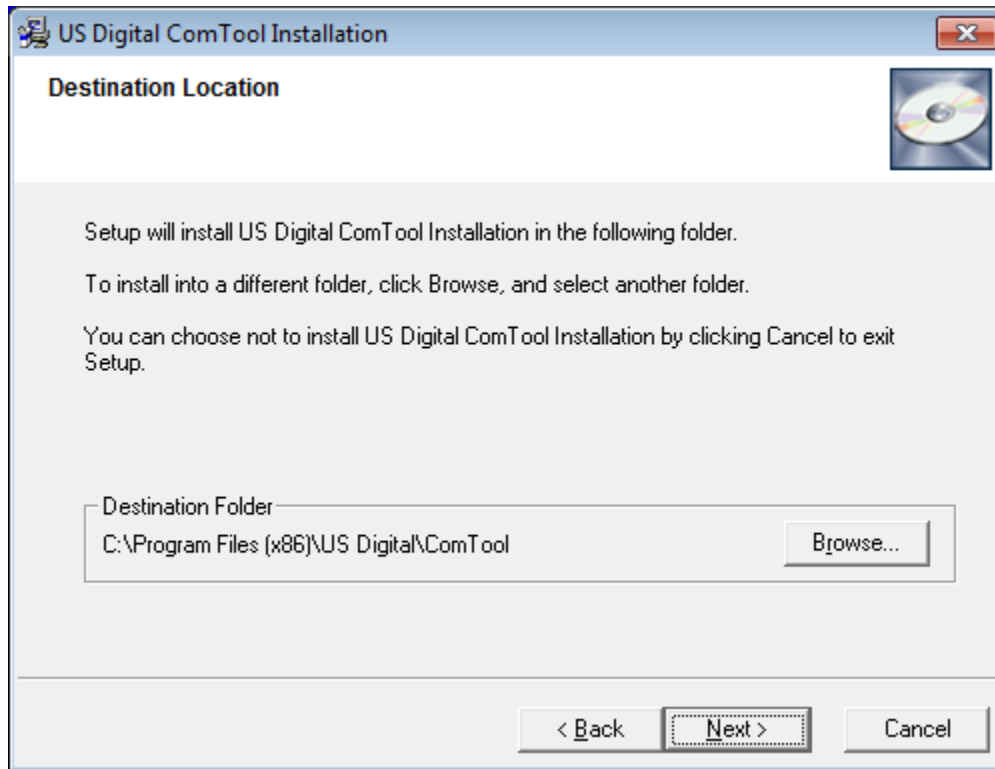 US Digital ComTool Installation
Destination Location
Setup will install US Digital ComTool Installation in the following folder.
To install into a different folder, click Browse, and select another folder.
You can choose not to install US Digital ComTool Installation by clicking Cancel to exit
Setup.
Destination Folder
C:\Program Files (x86)\US Digital\ComTool
Browse...
< Back
Next >
Cancel